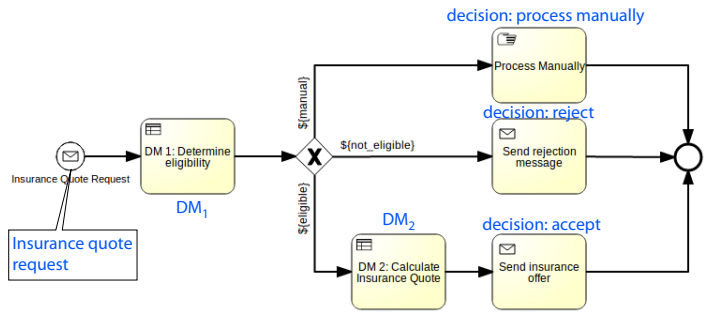 decision: process manually
Process Manually
${manual}
decision: reject
${not_eligible}
Send rejection
message
DM 1: Determine
eligibility
Insurance Quote Request
DM1
Insurance quote
request
${eligible}
DM2
decision: accept
DM 2: Calculate
Insurance Quote
Send insurance
offer